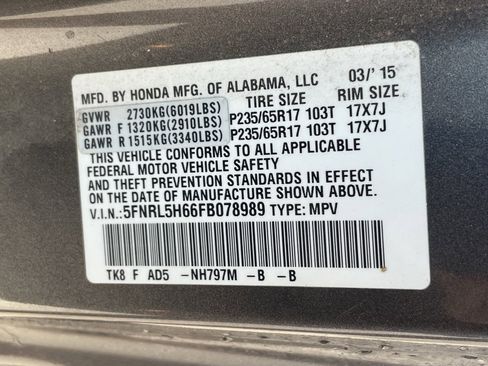 MFD. BY HONDA MFG. OF ALABAMA, LLC 03/'15
GVWR 2730KG(6019LBS) TIRE SIZE RIM SIZE
GAWR F 1320KG(2910LBS) P235/65R17 103T 17X7J
GAWR R 1515KG(3340LBS) P235/65R17 103T 17X7J
THIS VEHICLE CONFORMS TO ALL APPLICABLE
FEDERAL MOTOR VEHICLE SAFETY
AND THEFT PREVENTION STANDARDS IN EFFECT
ON THE DATE OF MANUFACTURE SHOWN ABOVE.
V.I.N.: 5FNRL5H66FB078989 TYPE: MPV
TK8 F AD5 -NH797M -B -B